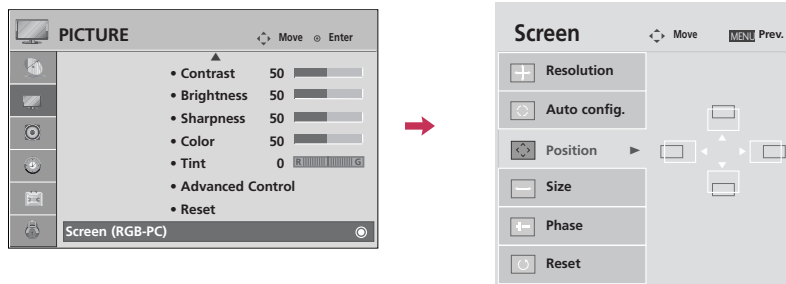 PICTURE Move Enter
• Contrast 50
• Brightness 50
• Sharpness 50
• Color 50
• Tint 0 R G
• Advanced Control
• Reset
Screen (RGB-PC)
Screen Move MENU Prev.
Resolution
Auto config.
Position
Size
Phase
Reset